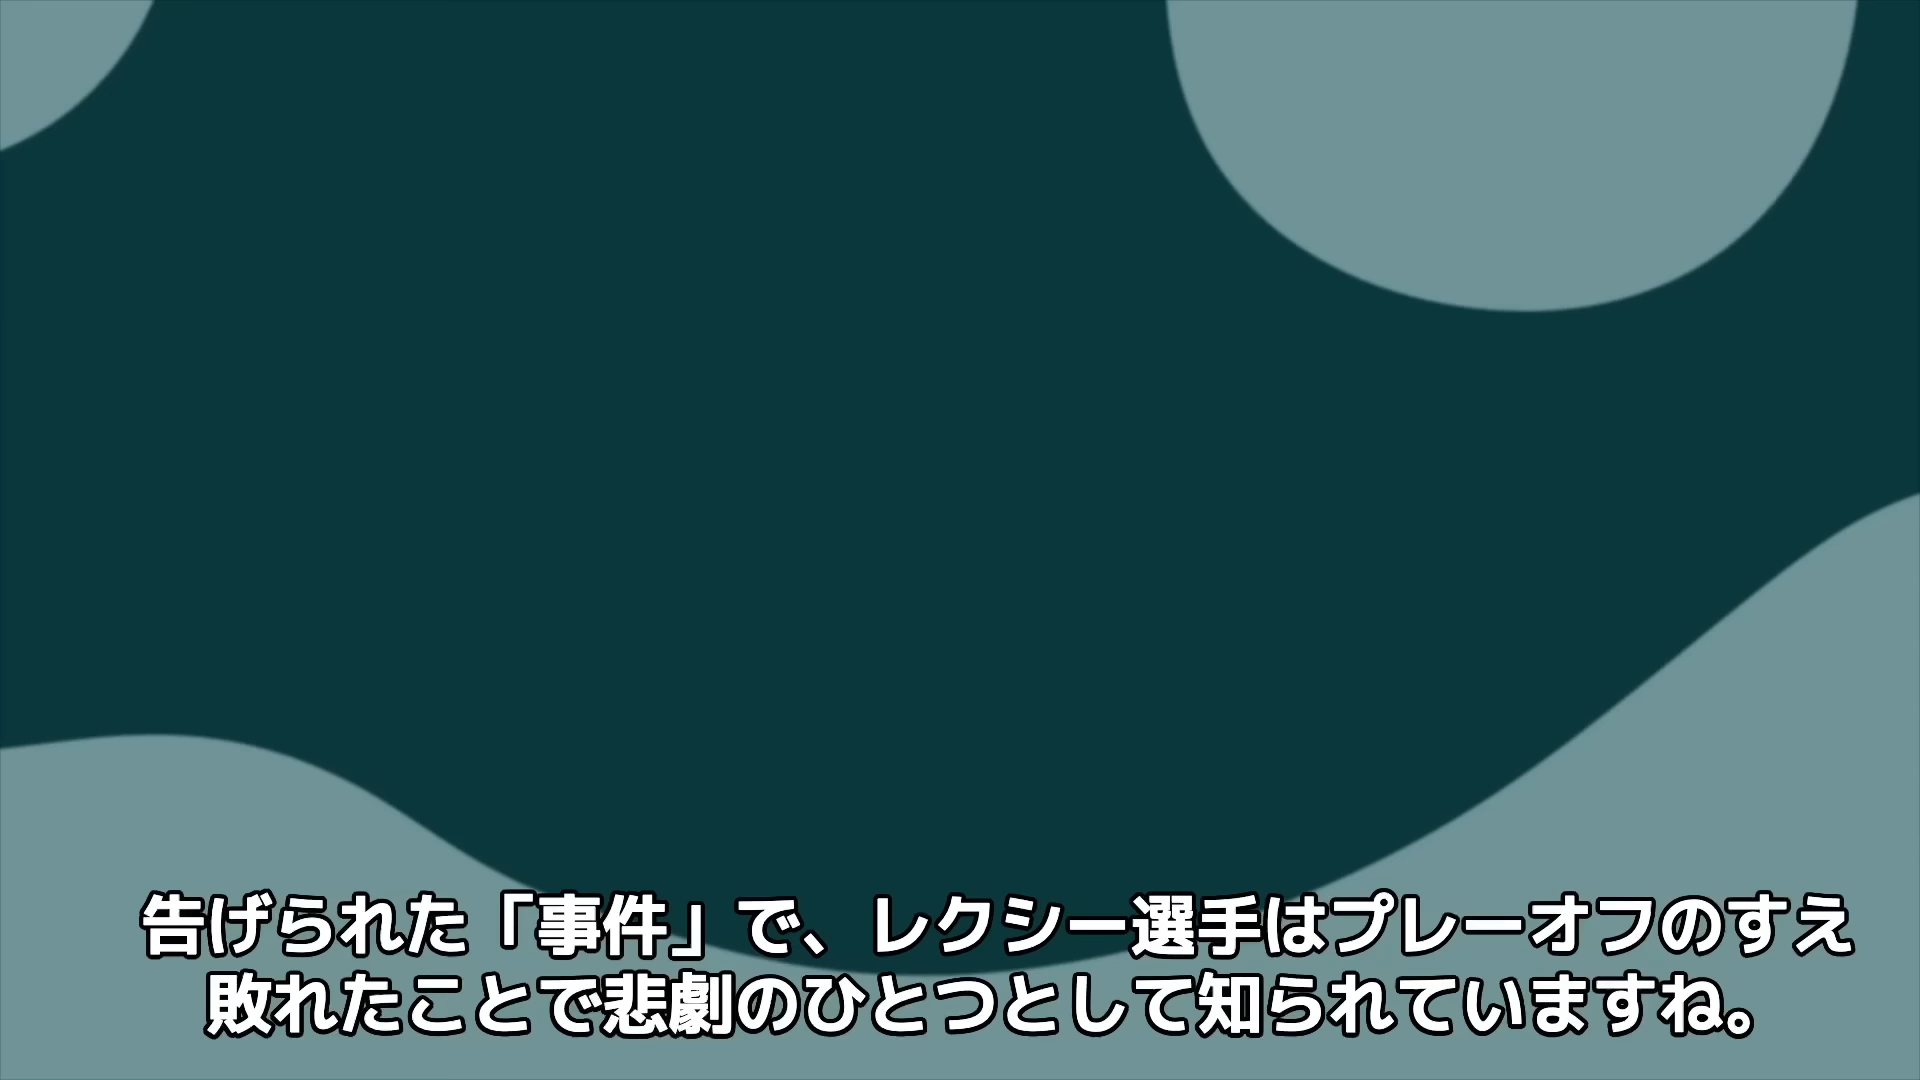 告げられた「事件」で、レクシー選手はプレーオフのすえ
敗れたことで悲劇のひとつとして知られていますね。